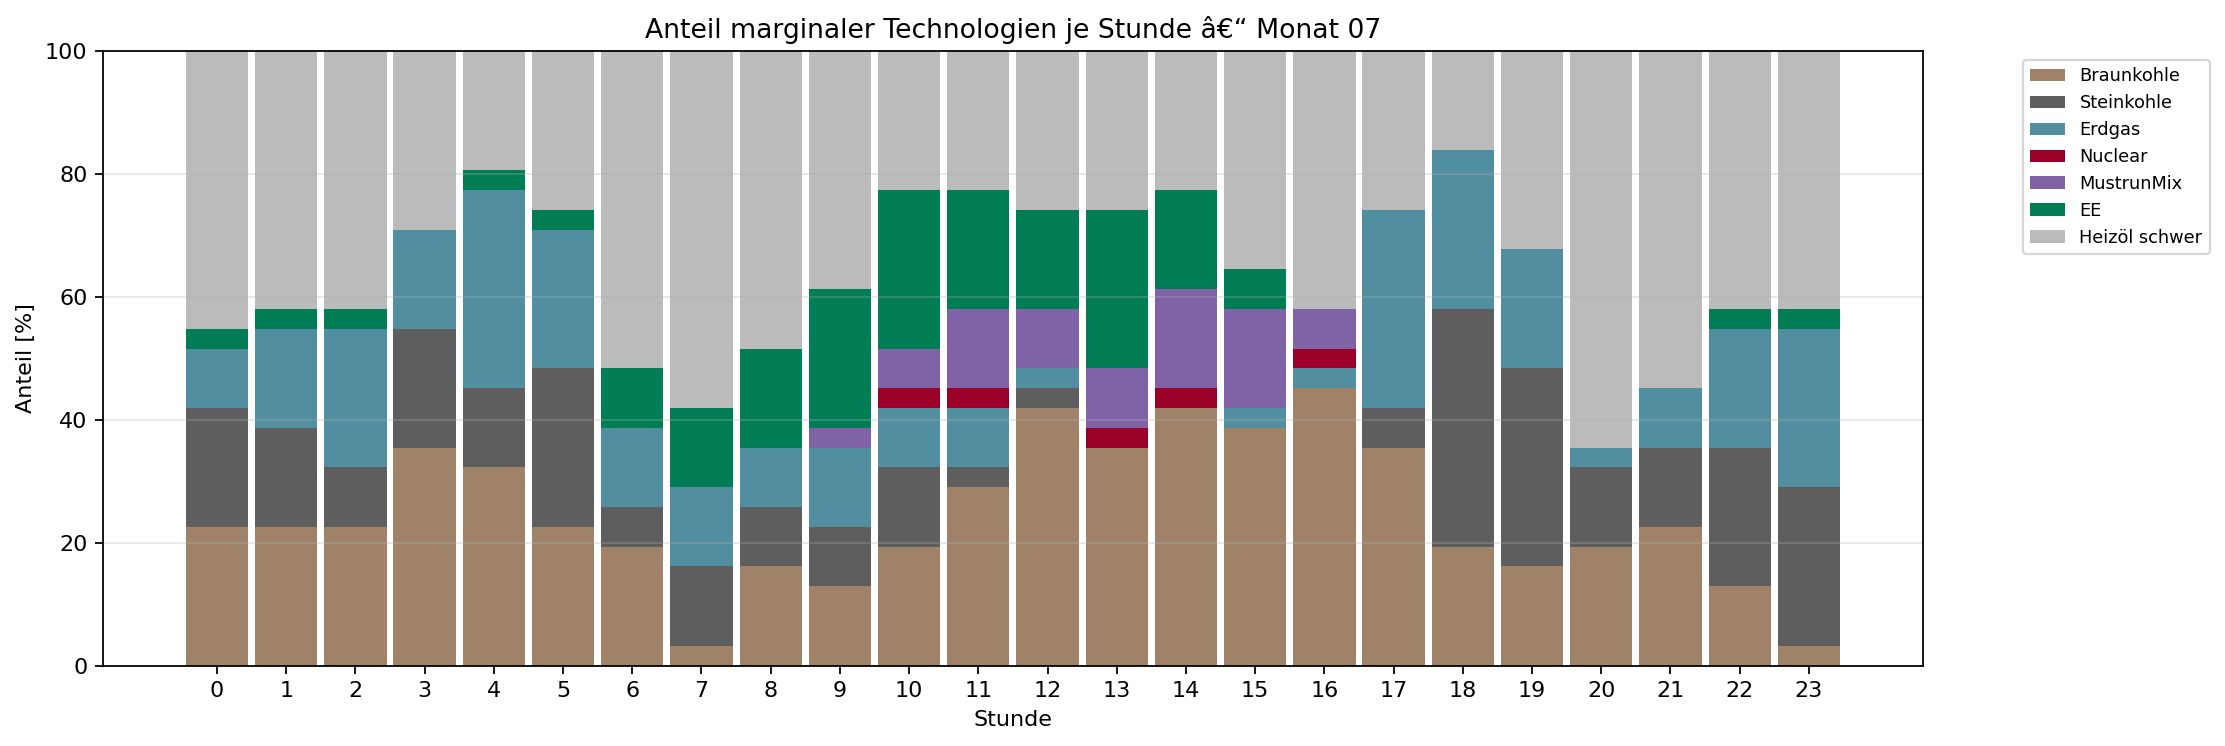 Anteil marginaler Technologien je Stunde â€“ Monat 07
Anteil [%]
100
80
60
40
20
0
0 1 2 3 4 5 6 7 8 9 10 11 12 13 14 15 16 17 18 19 20 21 22 23
Stunde
Braunkohle
Steinkohle
Erdgas
Nuclear
MustrunMix
EE
Heizöl schwer